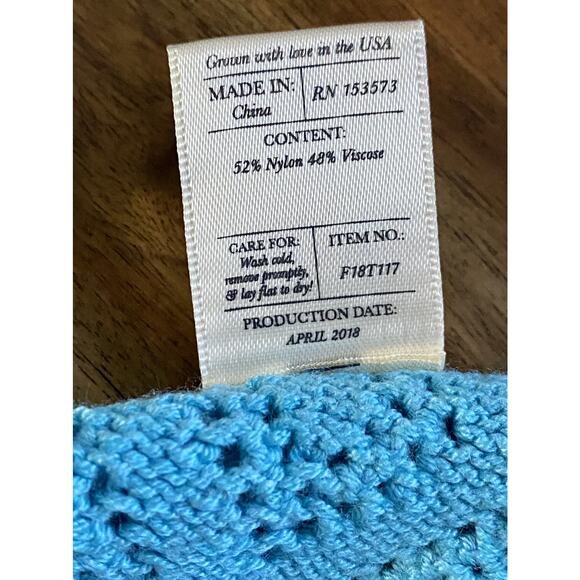 Grown with love in the USA
MADE IN:
China
RN 153573
CONTENT:
52% Nylon 48% Viscose
CARE FOR:
Wash cold,
remove promptly,
& lay flat to dry!
ITEM NO.:
F18T117
PRODUCTION DATE:
APRIL 2018